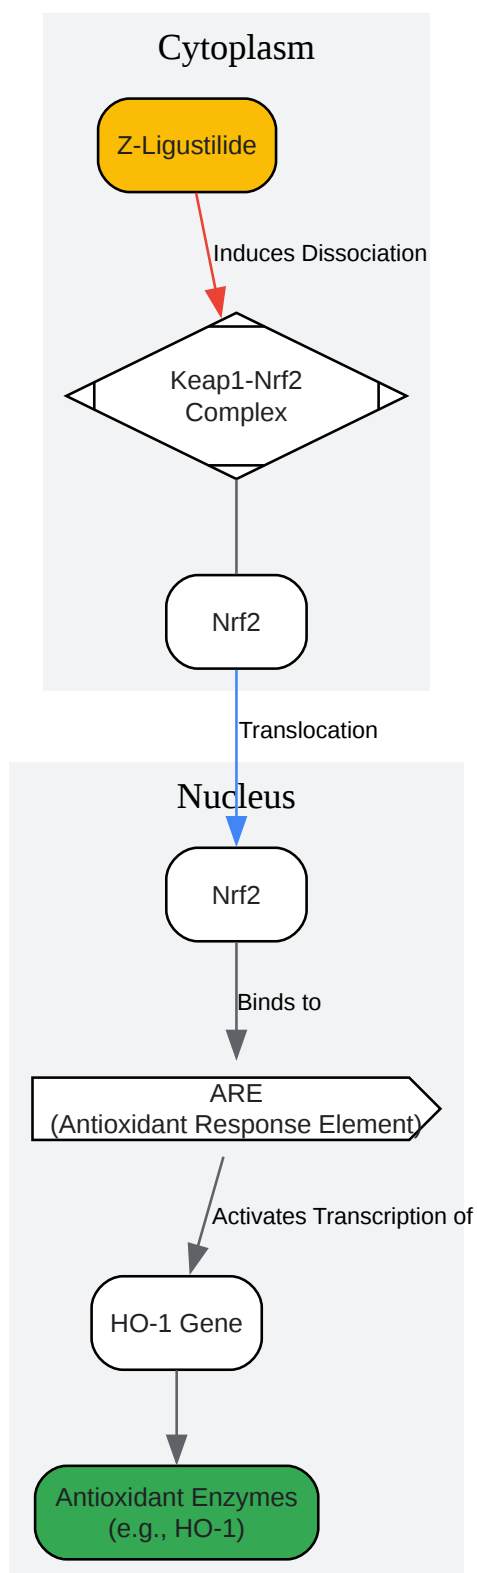 Cytoplasm
Z-Ligustilide
Induces Dissociation
Keap1-Nrf2
Complex
Nrf2
Translocation
Nucleus
Nrf2
Binds to
ARE
(Antioxidant Response Element)
Activates Transcription of
HO-1 Gene
Antioxidant Enzymes
(e.g., HO-1)